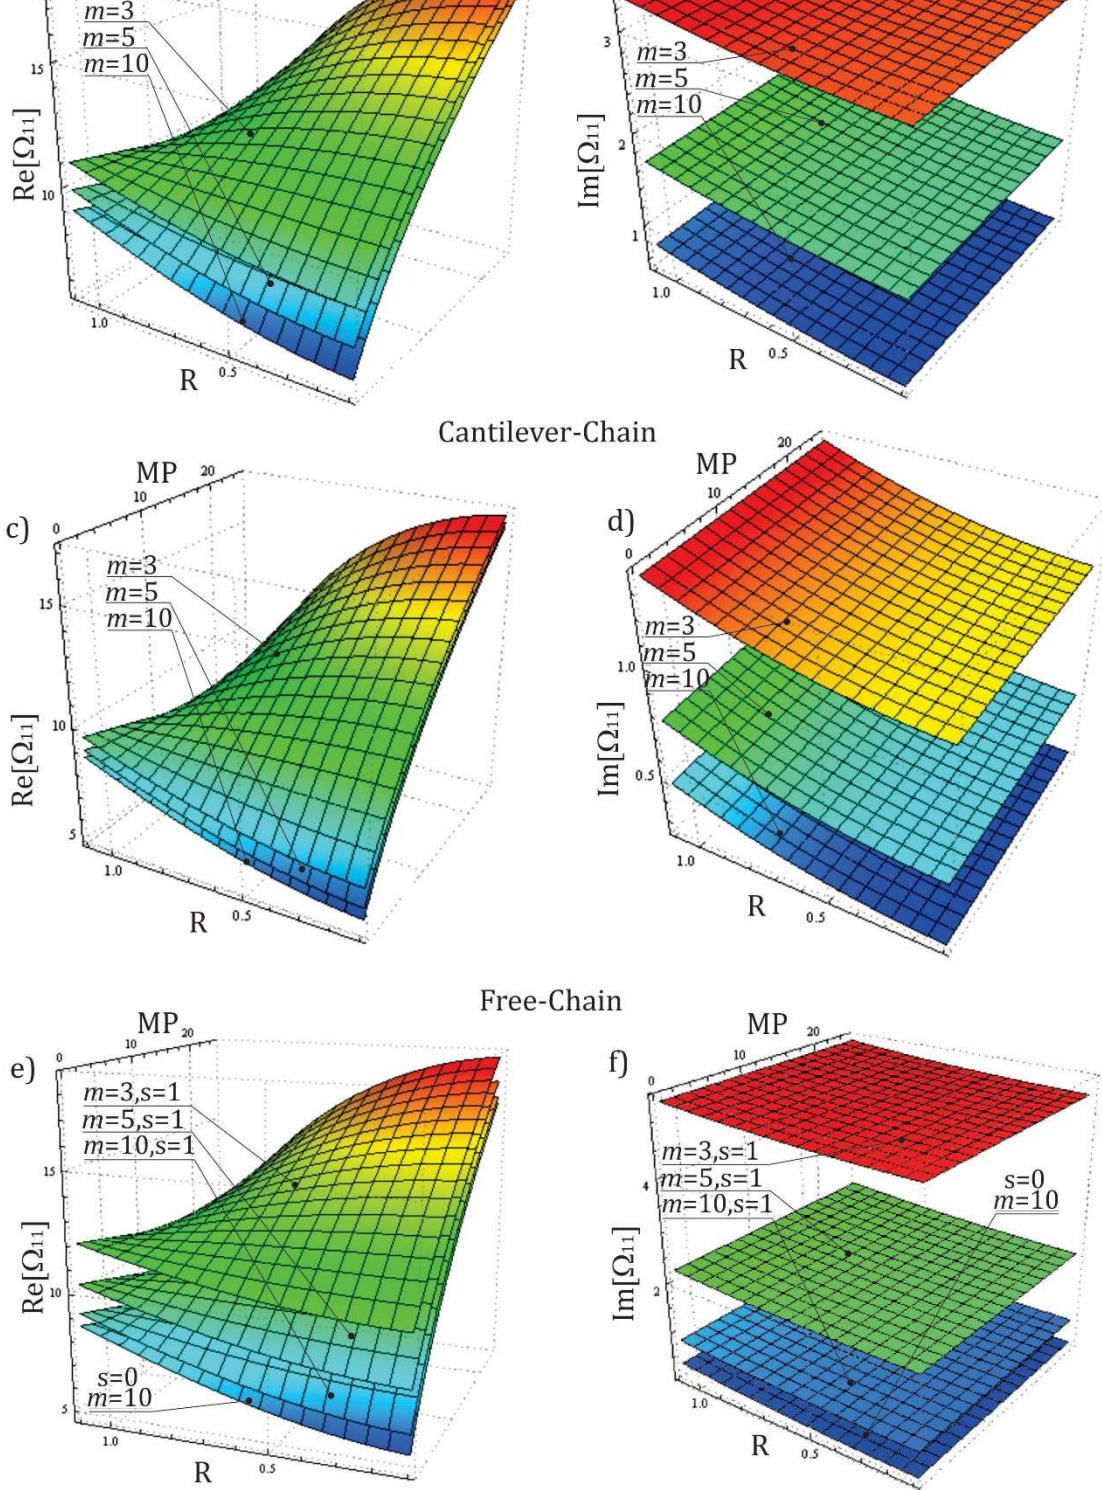 m=3
m=5
m=10
15
10
Re[Ω₁₁]
1.0
0.5
R
3
m=3
m=5
m=10
2
1
Im[Ω₁₁]
1.0
0.5
R
Cantilever-Chain
c)
MP
0
10
20
m=3
m=5
m=10
15
10
5
Re[Ω₁₁]
1.0
0.5
R
d)
MP
0
10
20
m=3
m=5
m=10
1.0
0.5
Im[Ω₁₁]
1.0
0.5
R
Free-Chain
e)
MP
0
10
20
m=3,s=1
m=5,s=1
m=10,s=1
15
10
5
Re[Ω₁₁]
s=0
m=10
1.0
0.5
R
f)
MP
0
10
20
m=3,s=1
m=5,s=1
m=10,s=1
s=0
m=10
4
2
Im[Ω₁₁]
1.0
0.5
R